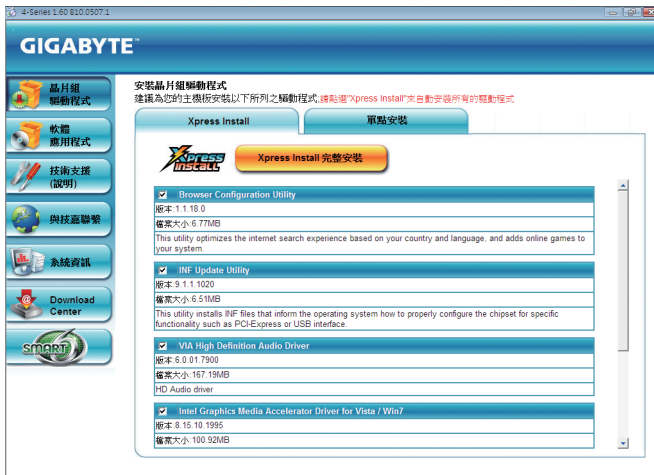 4-Series 1.60 B10.0507.1
GIGABYTE™
晶片組
驅動程式
軟體
應用程式
技術支援
(說明)
與技嘉聯繫
系統資訊
Download
Center
SMART
安裝晶片組驅動程式
建議為您的主機板安裝以下所列之驅動程式;請點選"Xpress Install"來自動安裝所有的驅動程式
Xpress Install
單點安裝
Xpress
INSTALL
Xpress Install 完整安裝
Browser Configuration Utility
版本:1.1.18.0
檔案大小:6.77MB
This utility optimizes the internet search experience based on your country and language, and adds online games to
your system.
INF Update Utility
版本:9.1.1.1020
檔案大小:6.51MB
This utility installs INF files that inform the operating system how to properly configure the chipset for specific
functionality such as PCI-Express or USB interface.
VIA High Definition Audio Driver
版本:6.0.01.7900
檔案大小:167.19MB
HD Audio driver
Intel Graphics Media Accelerator Driver for Vista / Win7
版本:8.15.10.1995
檔案大小:100.92MB